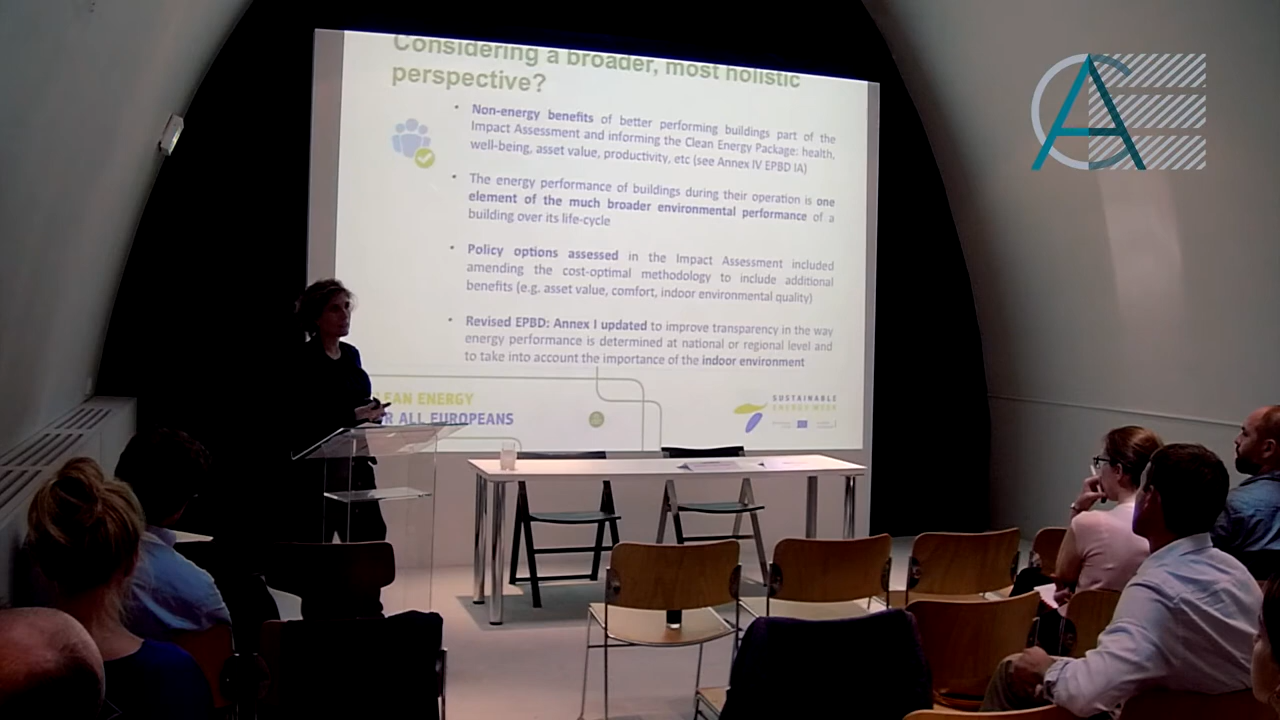 Considering a broader, most holistic
perspective?
• Non-energy benefits of better performing buildings part of the
Impact Assessment and informing the Clean Energy Package: health,
well-being, asset value, productivity, etc (see Annex IV EPBD IA)
• The energy performance of buildings during their operation is one
element of the much broader environmental performance of a
building over its life-cycle
• Policy options assessed in the Impact Assessment included
amending the cost-optimal methodology to include additional
benefits (e.g. asset value, comfort, indoor environmental quality)
• Revised EPBD: Annex I updated to improve transparency in the way
energy performance is determined at national or regional level and
to take into account the importance of the indoor environment
LEAN ENERGY
R ALL EUROPEANS
SUSTAINABLE
ENERGY WEEK